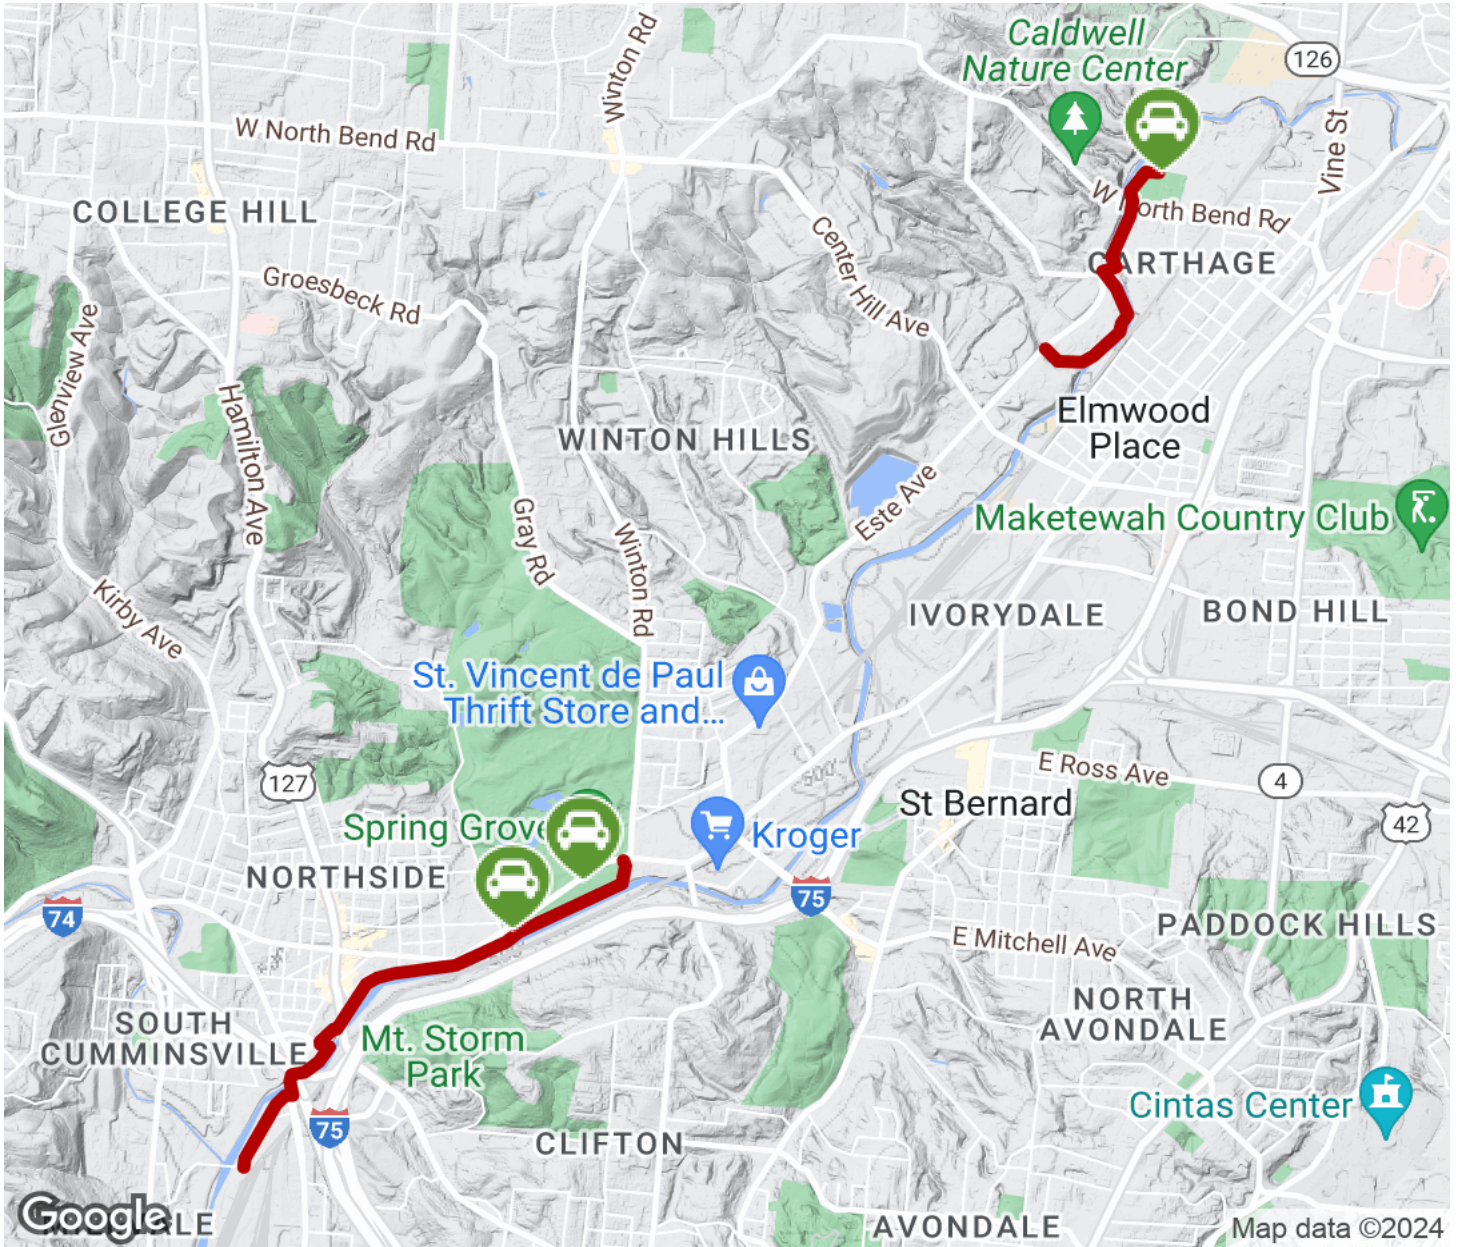 Caldwell
Nature Center
126
Winton Rd
W North Bend Rd
Vine St
COLLEGE HILL
W North Bend Rd
Center Hill Ave
CARTHAGE
Groesbeck Rd
Glenview Ave
Hamilton Ave
Elmwood
Place
WINTON HILLS
Este Ave
Gray Rd
Winton Rd
Maketewah Country Club
Kirby Ave
IVORYDALE
BOND HILL
St. Vincent de Paul
Thrift Store and...
500'
E Ross Ave
4
127
St Bernard
42
Spring Grove
Kroger
NORTHSIDE
75
74
PADDOCK HILLS
E Mitchell Ave
NORTH
AVONDALE
SOUTH
CUMMINSVILLE
Mt. Storm
Park
Cintas Center
75
CLIFTON
Google
AVONDALE
Map data ©2024